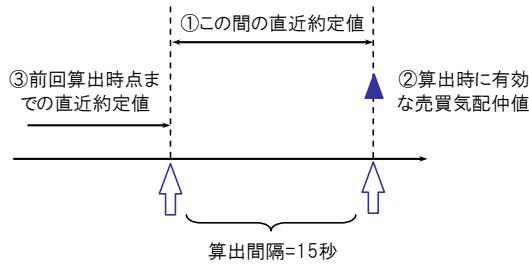 ①この間の直近約定値
③前回算出時点ま
での直近約定値
②算出時に有効
な売買気配仲値
算出間隔=15秒